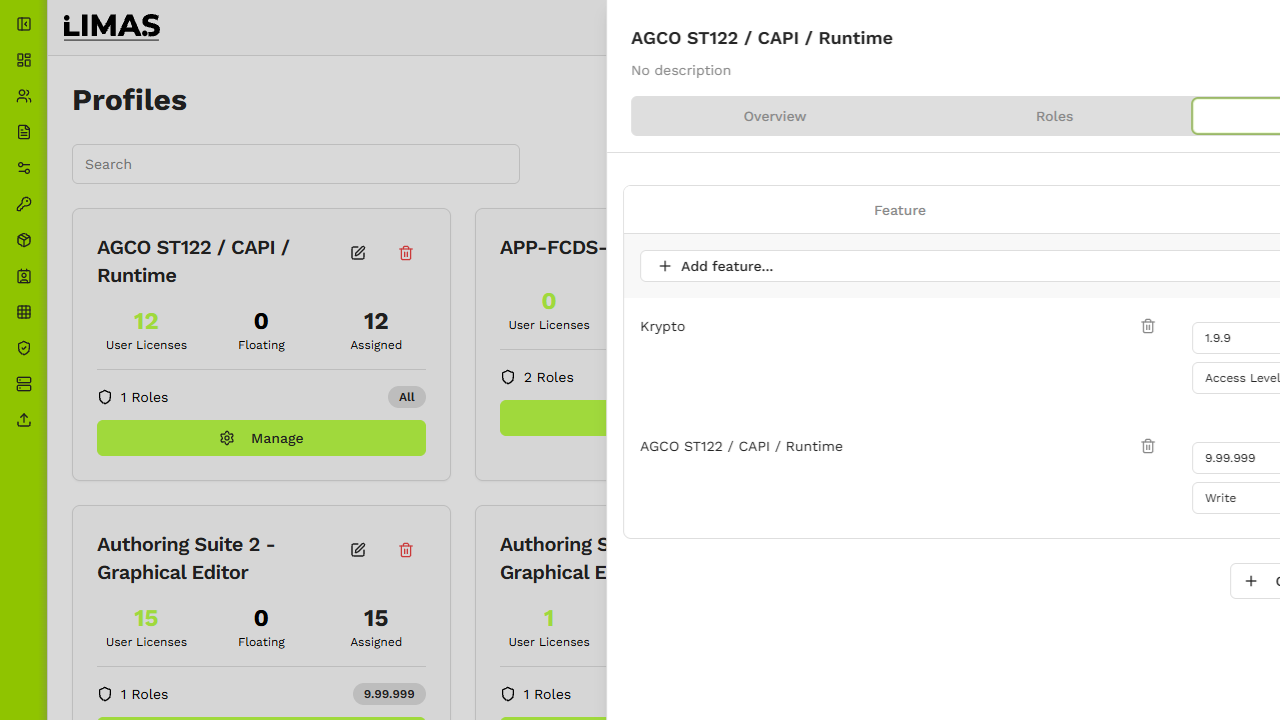 LIMAS
Profiles
Search
AGCO ST122 / CAPI /
Runtime
12
User Licenses
0
Floating
12
Assigned
1 Roles
All
Manage
APP-FCDS-
0
User Licenses
2 Roles
Authoring Suite 2 -
Graphical Editor
15
User Licenses
0
Floating
15
Assigned
1 Roles
9.99.999
Authoring S
Graphical E
1
User Licenses
1 Roles
AGCO ST122 / CAPI / Runtime
No description
Overview
Roles
Feature
Add feature...
Krypto
1.9.9
Access Level
AGCO ST122 / CAPI / Runtime
9.99.999
Write